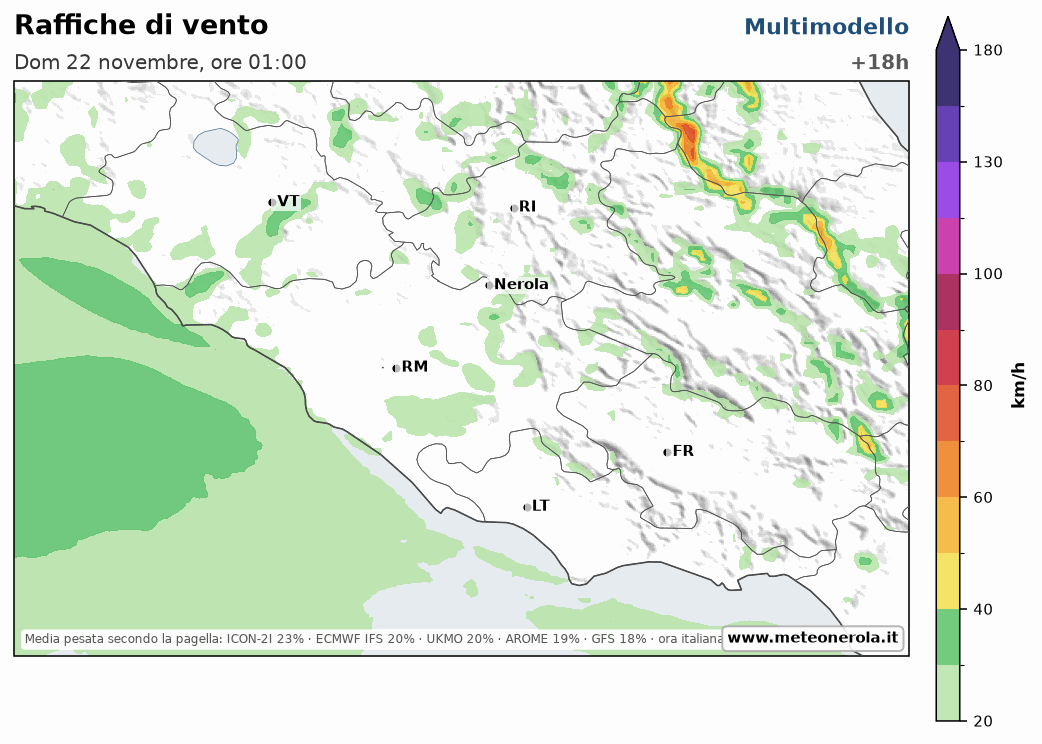 Raffiche di vento
Multimodello
Dom 22 novembre, ore 01:00
+18h
VT
RI
Nerola
RM
FR
LT
Media pesata secondo la pagella: ICON-2I 23% · ECMWF IFS 20% · UKMO 20% · AROME 19% · GFS 18% · ora italiana
www.meteonerola.it
180
130
100
80
60
40
20
km/h